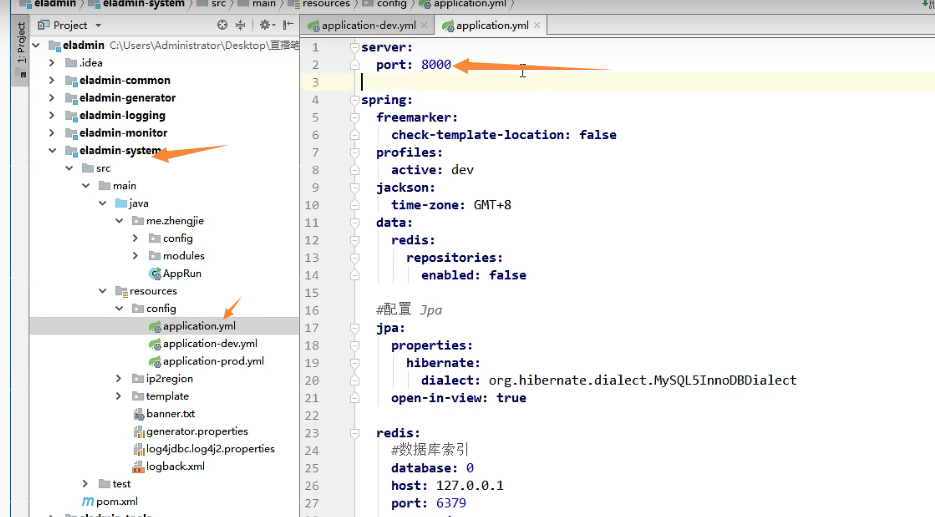 eladmin eladmin-system src main resources config application.yml
Project
application-dev.yml
application.yml
1: Project
eladmin C:\Users\Administrator\Desktop\直播笔
.idea
eladmin-common
eladmin-generator
eladmin-logging
eladmin-monitor
eladmin-system
src
main
java
me.zhengjie
config
modules
AppRun
resources
config
application.yml
application-dev.yml
application-prod.yml
ip2region
template
banner.txt
generator.properties
log4jdbc.log4j2.properties
logback.xml
test
pom.xml
eladmin-tools
1 server:
2 port: 8000
3
4 spring:
5 freemarker:
6 check-template-location: false
7 profiles:
8 active: dev
9 jackson:
10 time-zone: GMT+8
11 data:
12 redis:
13 repositories:
14 enabled: false
15
16 #配置 Jpa
17 jpa:
18 properties:
19 hibernate:
20 dialect: org.hibernate.dialect.MySQL5InnoDBDialect
21 open-in-view: true
22
23 redis:
24 #数据库索引
25 database: 0
26 host: 127.0.0.1
27 port: 6379